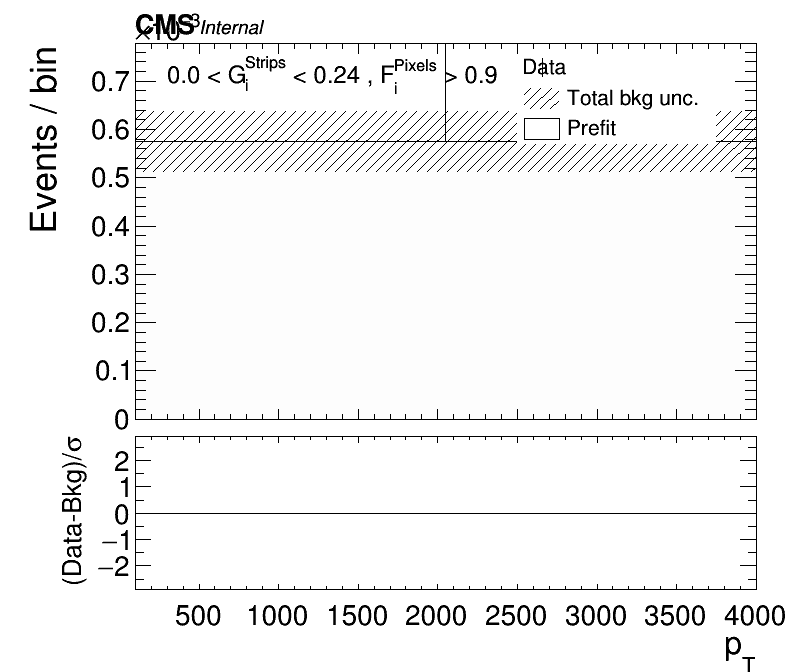 CMS Internal
×10⁻³
Events / bin
0.0 < G_i^Strips < 0.24 , F_i^Pixels > 0.9
Data
Total bkg unc.
Prefit
0.7
0.6
0.5
0.4
0.3
0.2
0.1
0
(Data-Bkg)/σ
2
1
0
−1
−2
500 1000 1500 2000 2500 3000 3500 4000
p_T